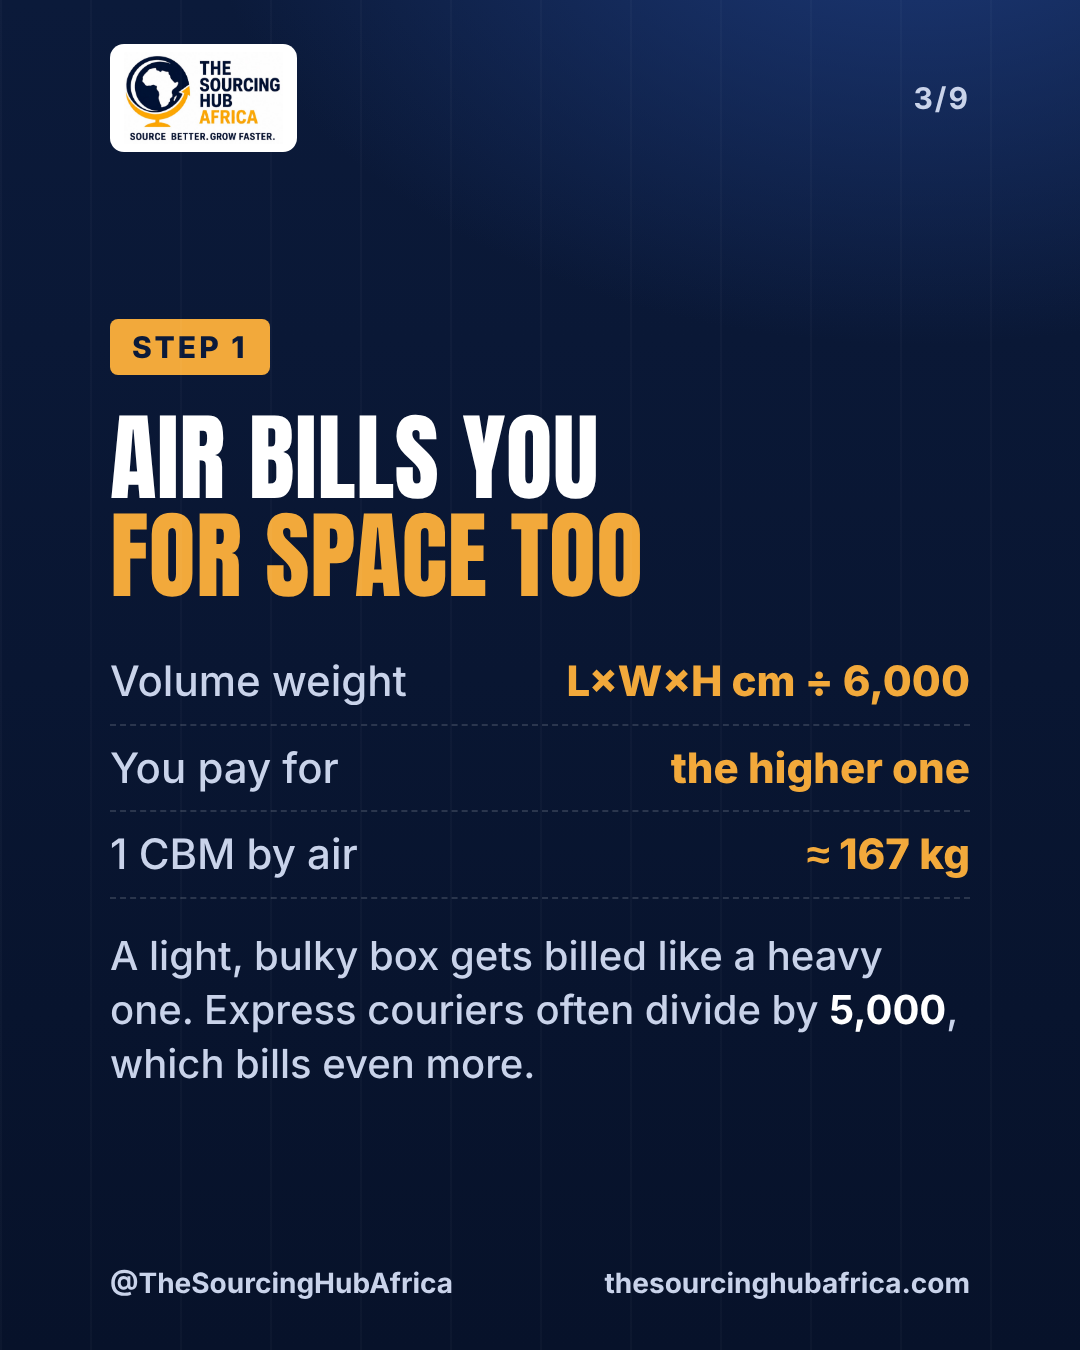 THE
SOURCING
HUB
AFRICA
SOURCE BETTER. GROW FASTER.
3/9
STEP 1
AIR BILLS YOU
FOR SPACE TOO
Volume weight L×W×H cm ÷ 6,000
You pay for the higher one
1 CBM by air ≈ 167 kg
A light, bulky box gets billed like a heavy
one. Express couriers often divide by 5,000,
which bills even more.
@TheSourcingHubAfrica thesourcinghubafrica.com